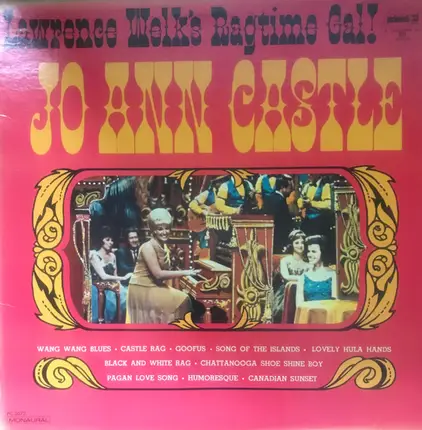 Lawrence Welk's Ragtime Gal!
JO ANN CASTLE
WANG WANG BLUES • CASTLE RAG • GOOFUS • SONG OF THE ISLANDS • LOVELY HULA HANDS
BLACK AND WHITE RAG • CHATTANOOGA SHOE SHINE BOY
PAGAN LOVE SONG • HUMORESQUE • CANADIAN SUNSET
MONAURAL